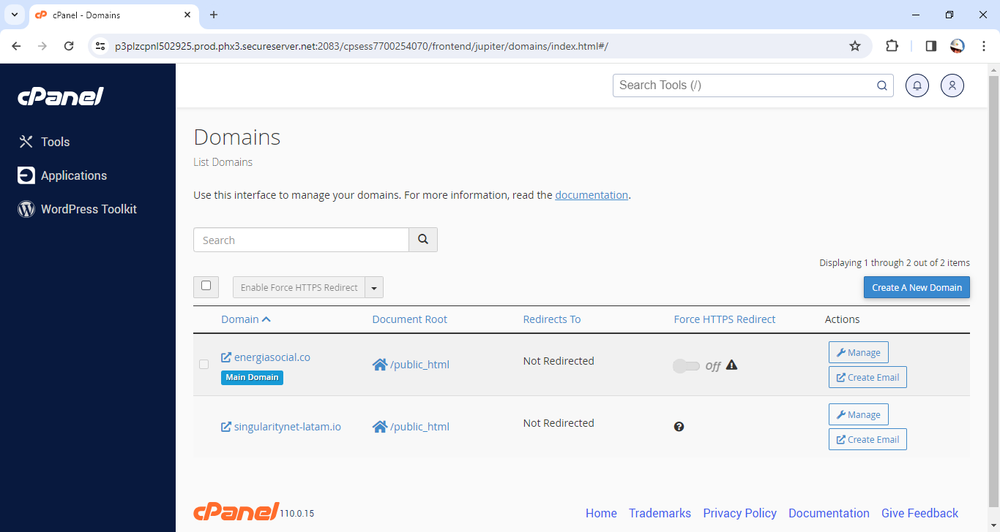 cPanel - Domains
p3plzcpnl502925.prod.phx3.secureserver.net:2083/cpsess7700254070/frontend/jupiter/domains/index.html#/
cPanel
Search Tools (/)
Tools
Applications
WordPress Toolkit
Domains
List Domains
Use this interface to manage your domains. For more information, read the documentation.
Search
Displaying 1 through 2 out of 2 items
Enable Force HTTPS Redirect
Create A New Domain
Domain Document Root Redirects To Force HTTPS Redirect Actions
energiasocial.co /public_html Not Redirected Off Manage
Main Domain Create Email
singularitynet-latam.io /public_html Not Redirected Manage
Create Email
cPanel 110.0.15 Home Trademarks Privacy Policy Documentation Give Feedback